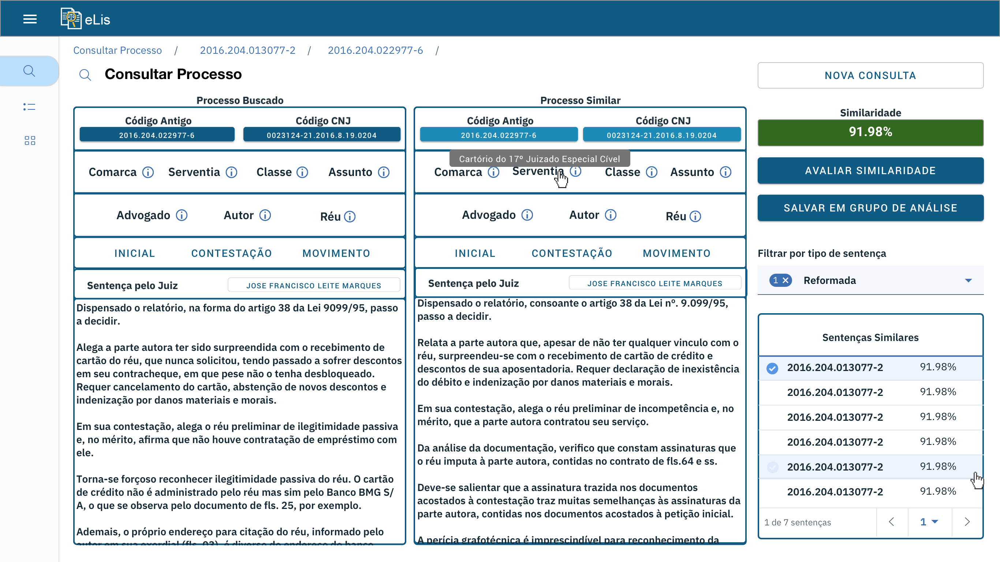 eLis
Consultar Processo / 2016.204.013077-2 / 2016.204.022977-6 /
Consultar Processo
NOVA CONSULTA
Processo Buscado
Código Antigo Código CNJ
2016.204.022977-6 0023124-21.2016.8.19.0204
Comarca Serventia Classe Assunto
Advogado Autor Réu
INICIAL CONTESTAÇÃO MOVIMENTO
Sentença pelo Juiz JOSE FRANCISCO LEITE MARQUES
Dispensado o relatório, na forma do artigo 38 da Lei 9099/95, passo
a decidir.
Alega a parte autora ter sido surpreendida com o recebimento de
cartão do réu, que nunca solicitou, tendo passado a sofrer descontos
em seu contracheque, em que pese não o tenha desbloqueado.
Requer cancelamento do cartão, abstenção de novos descontos e
indenização por danos materiais e morais.
Em sua contestação, alega o réu preliminar de ilegitimidade passiva
e, no mérito, afirma que não houve contratação de empréstimo com
ele.
Torna-se forçoso reconhecer ilegitimidade passiva do réu. O cartão
de crédito não é administrado pelo réu mas sim pelo Banco BMG S/
A, o que se observa pelo documento de fls. 25, por exemplo.
Ademais, o próprio endereço para citação do réu, informado pelo
autor em sua exordial (fls. 03), é diverso do endereço do banco
Processo Similar
Código Antigo Código CNJ
2016.204.022977-6 0023124-21.2016.8.19.0204
Cartório do 17º Juizado Especial Cível
Comarca Serventia Classe Assunto
Advogado Autor Réu
INICIAL CONTESTAÇÃO MOVIMENTO
Sentença pelo Juiz JOSE FRANCISCO LEITE MARQUES
Dispensado o relatório, consoante o artigo 38 da Lei nº. 9.099/95,
passo a decidir.
Relata a parte autora que, apesar de não ter qualquer vinculo com o
réu, surpreendeu-se com o recebimento de cartão de crédito e
descontos de sua aposentadoria. Requer declaração de inexistência
do débito e indenização por danos materiais e morais.
Em sua contestação, alega o réu preliminar de incompetência e, no
mérito, que a parte autora contratou seu serviço.
Da análise da documentação, verifico que constam assinaturas que
o réu imputa à parte autora, contidas no contrato de fls.64 e ss.
Deve-se salientar que a assinatura trazida nos documentos
acostados à contestação traz muitas semelhanças às assinaturas da
parte autora, contidas nos documentos acostados à petição inicial.
A perícia grafotécnica é imprescindível para reconhecimento da
Similaridade
91.98%
AVALIAR SIMILARIDADE
SALVAR EM GRUPO DE ANÁLISE
Filtrar por tipo de sentença
1 Reformada
Sentenças Similares
2016.204.013077-2 91.98%
2016.204.013077-2 91.98%
2016.204.013077-2 91.98%
2016.204.013077-2 91.98%
2016.204.013077-2 91.98%
2016.204.013077-2 91.98%
1 de 7 sentenças 1